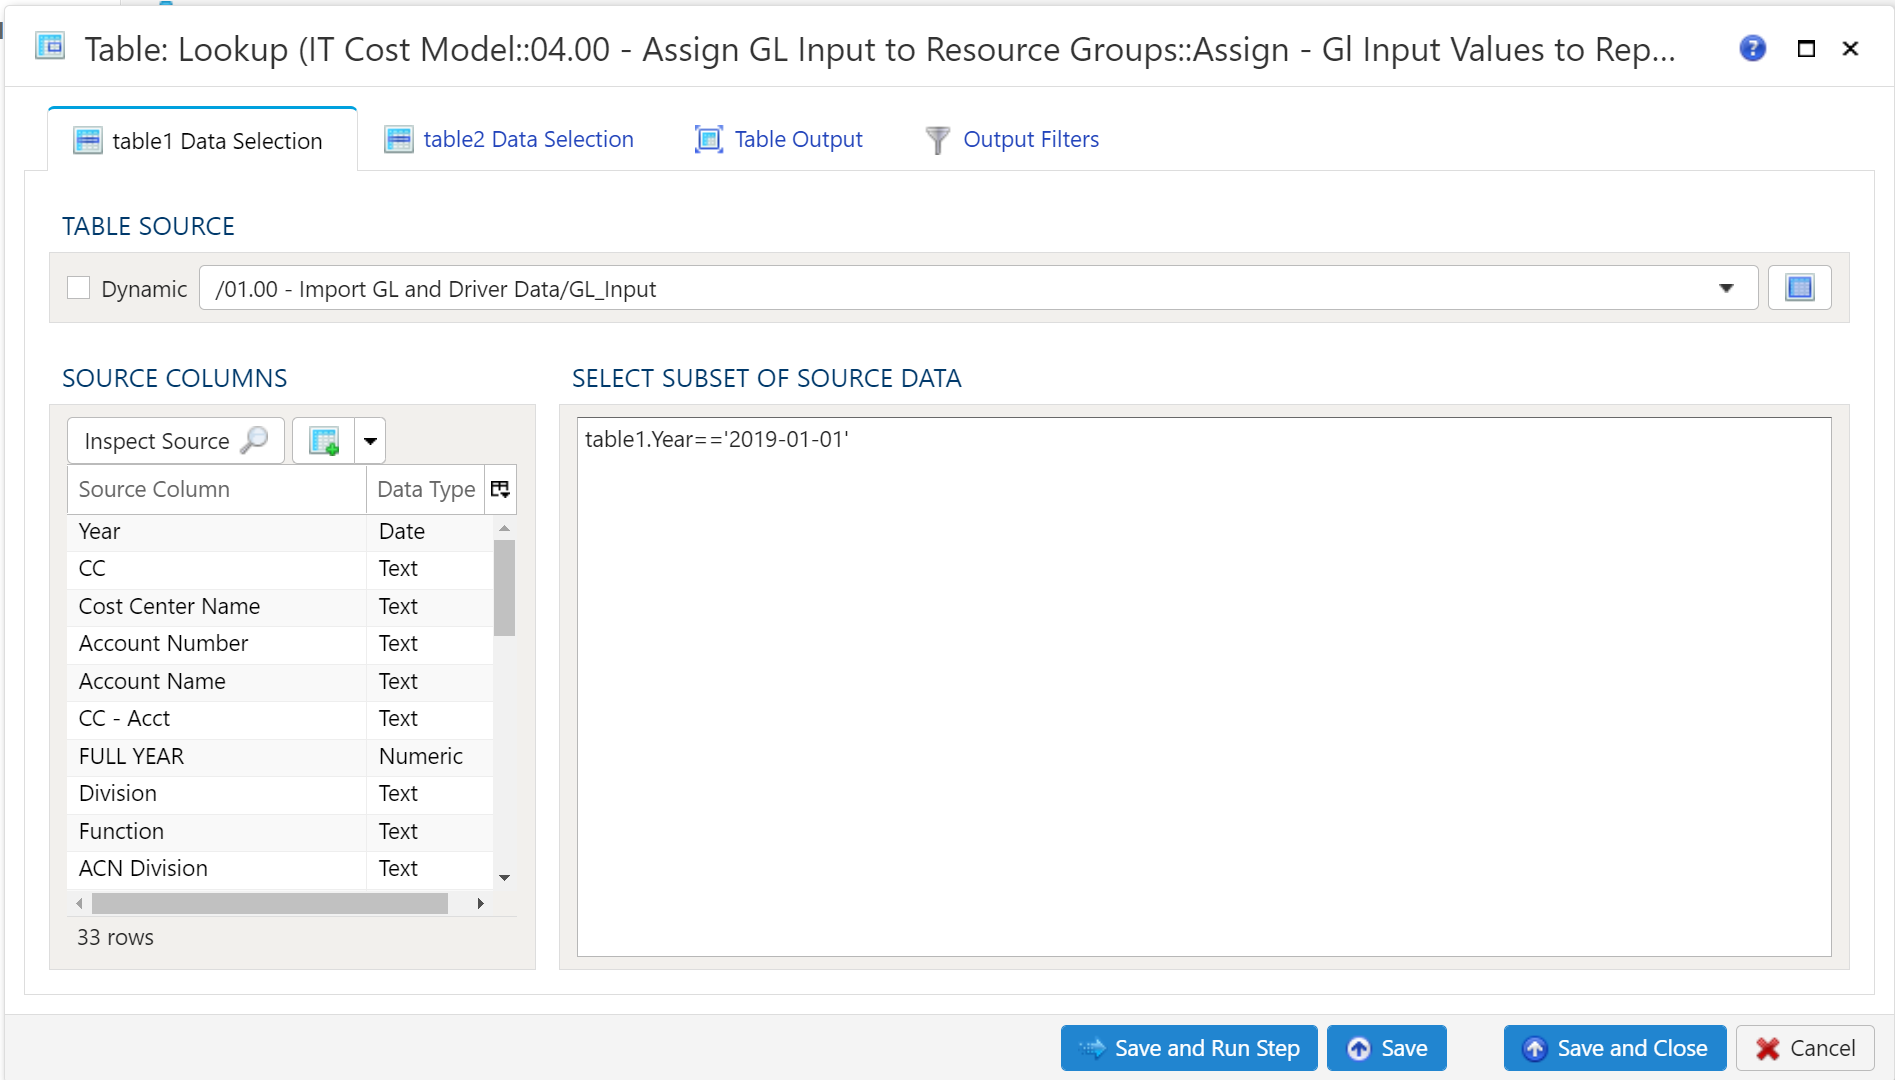 Table: Lookup (IT Cost Model::04.00 - Assign GL Input to Resource Groups::Assign - Gl Input Values to Rep...
table1 Data Selection
table2 Data Selection
Table Output
Output Filters
TABLE SOURCE
Dynamic
/01.00 - Import GL and Driver Data/GL_Input
SOURCE COLUMNS
SELECT SUBSET OF SOURCE DATA
Inspect Source
table1.Year=='2019-01-01'
Source Column Data Type
Year Date
CC Text
Cost Center Name Text
Account Number Text
Account Name Text
CC - Acct Text
FULL YEAR Numeric
Division Text
Function Text
ACN Division Text
33 rows
Save and Run Step
Save
Save and Close
Cancel